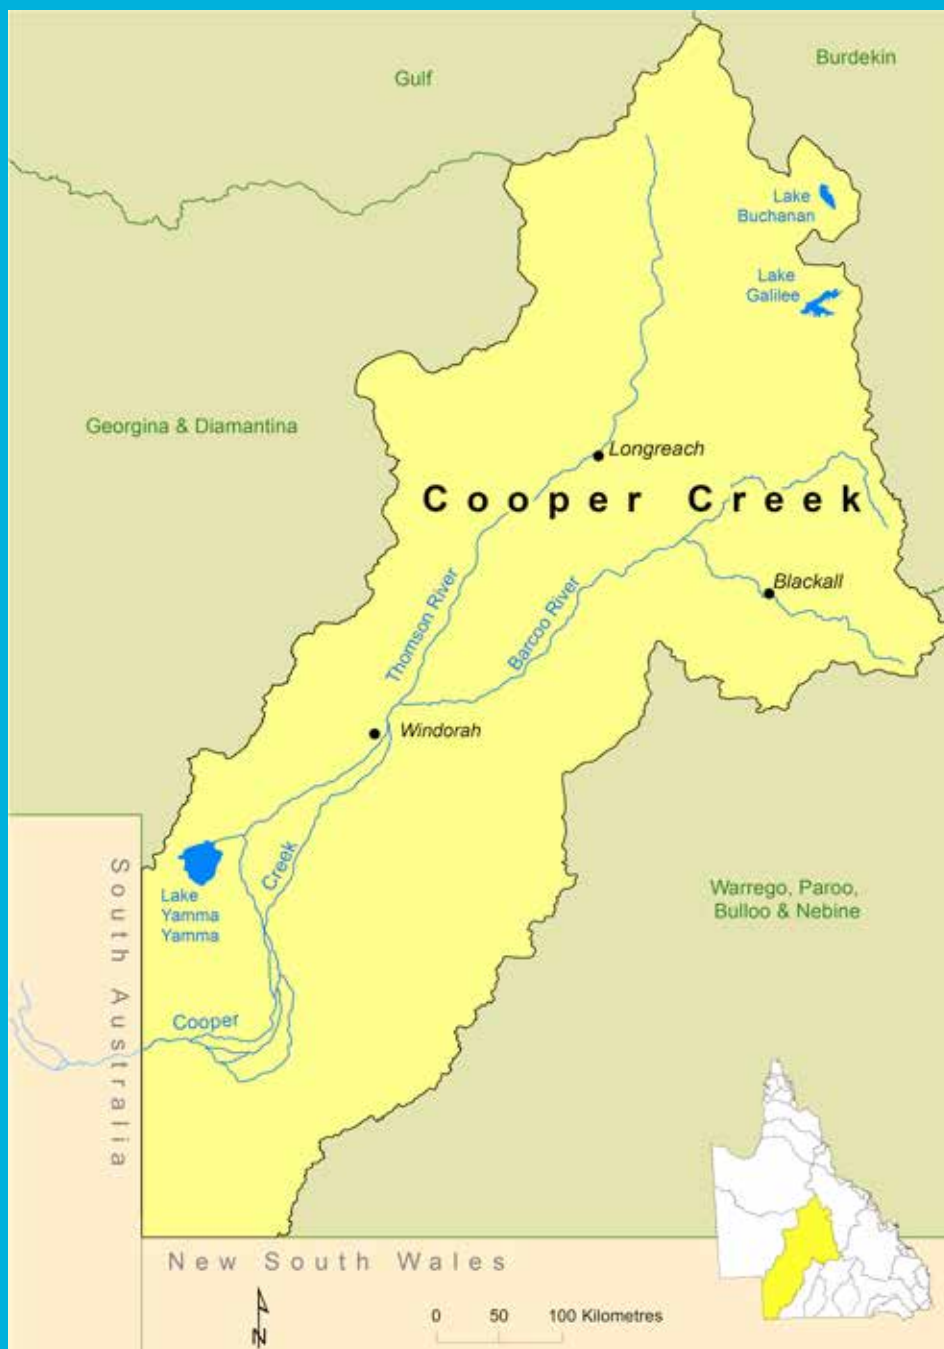 Burdekin
Gulf
Lake
Buchanan
Lake
Galilee
Georgina & Diamantina
Longreach
Cooper Creek
Thomson River
Barcoo River
Blackall
Windorah
Creek
Lake
Yamma
Yamma
South Australia
Warrego, Paroo,
Bulloo & Nebine
Cooper
New South Wales
N
0 50 100 Kilometres